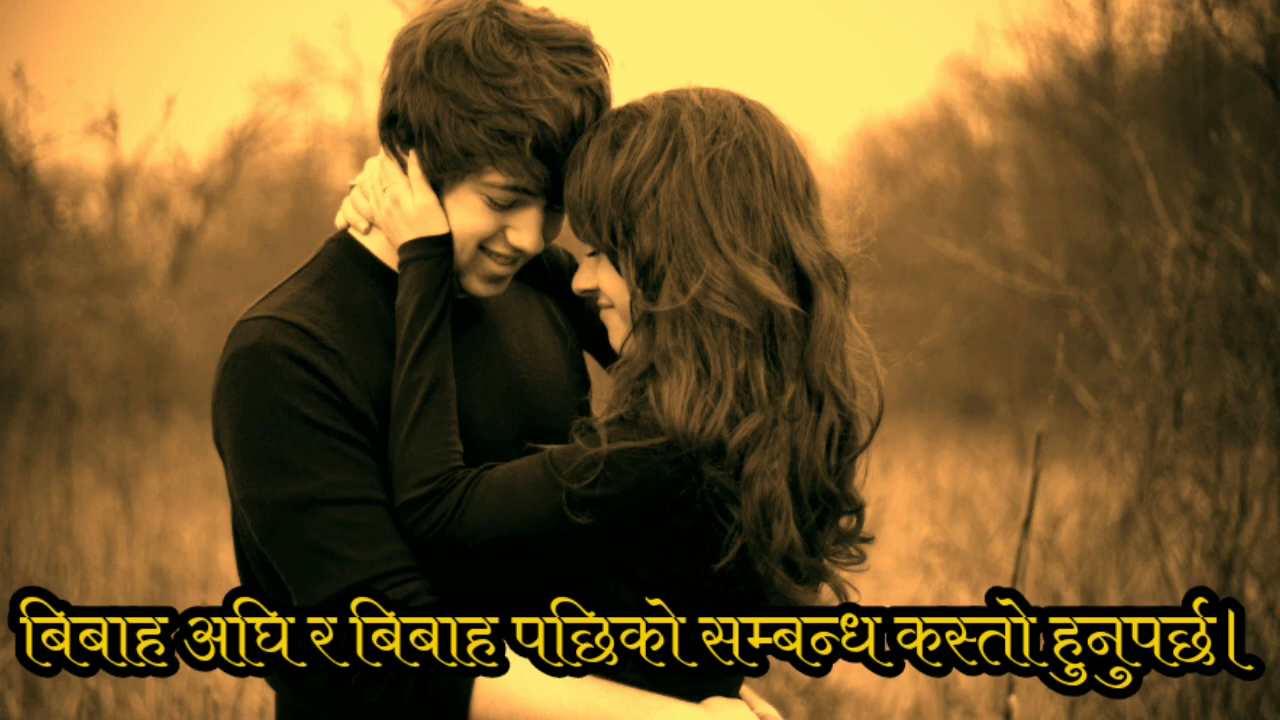 बिबाह अघि र बिबाह पछिको सम्बन्ध कस्तो हुनुपर्छ।